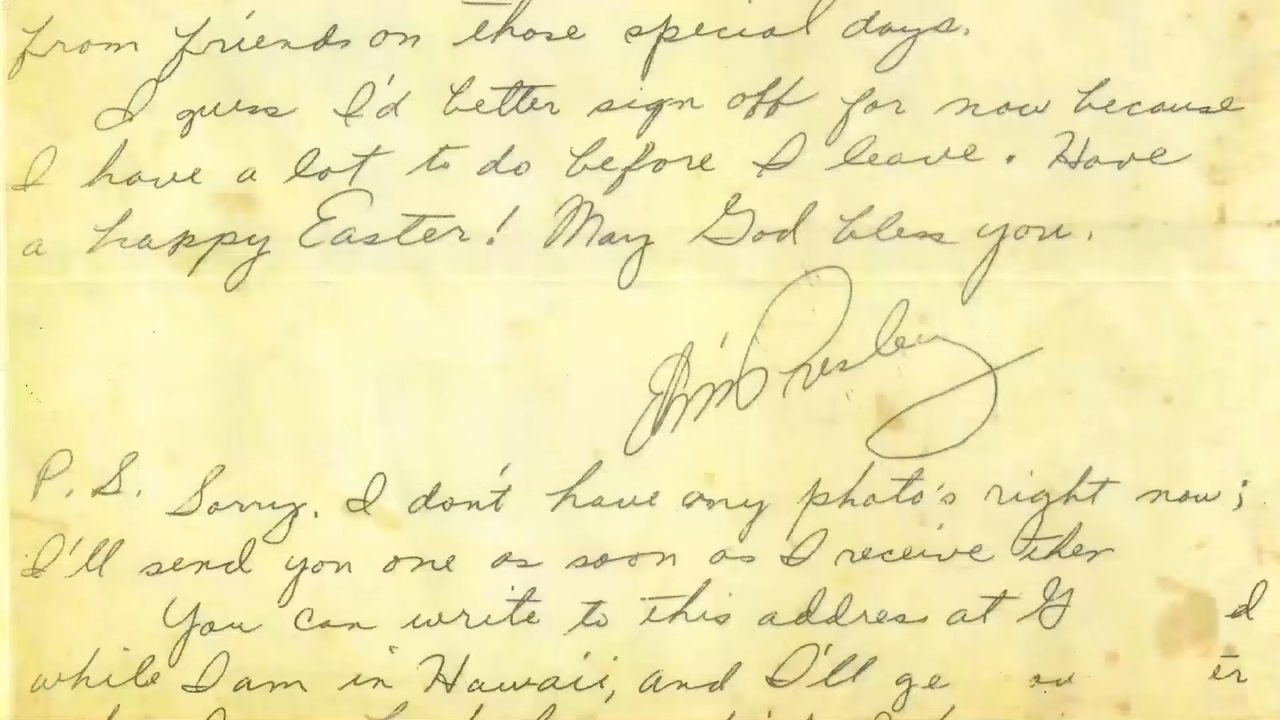 from friends on those special days.
I guess I'd better sign off for now because
I have a lot to do before I leave. Have
a happy Easter! May God bless you.
Elvis Presley
P. S. Sorry, I don't have any photo's right now;
I'll send you one as soon as I receive
You can write to this address at
while I am in Hawaii, and I'll